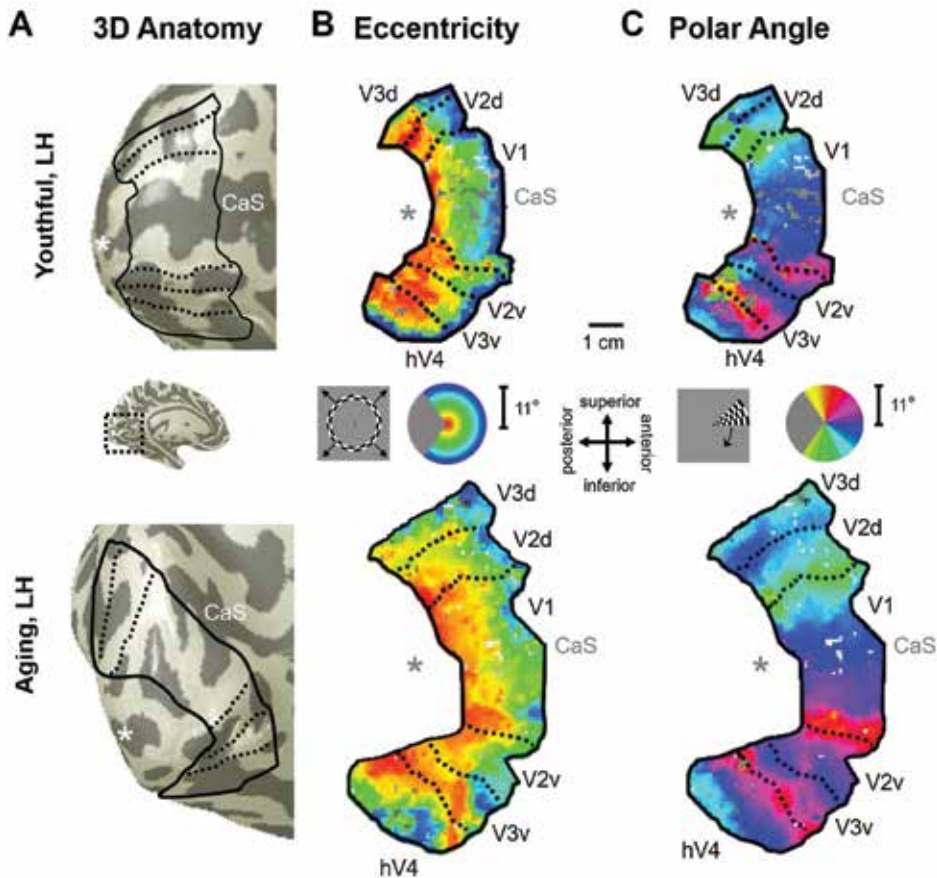 A 3D Anatomy B Eccentricity C Polar Angle
Youthful, LH
CaS
*
V3d
V2d
V1
CaS
*
V2v
V3v
hV4
V3d
V2d
V1
CaS
*
V2v
V3v
hV4
1 cm
11°
superior
posterior
anterior
inferior
11°
Aging, LH
CaS
*
V3d
V2d
V1
CaS
*
V2v
V3v
hV4
V3d
V2d
V1
CaS
*
V2v
V3v
hV4